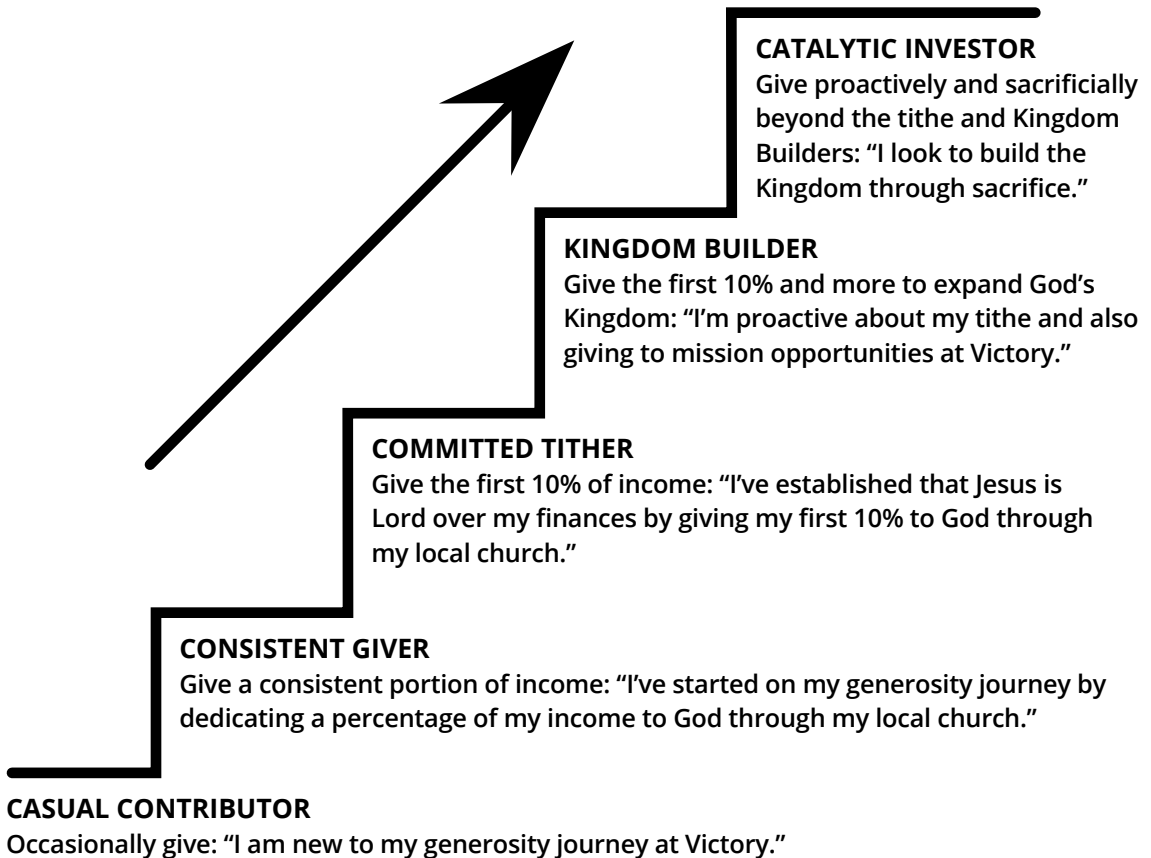 CATALYTIC INVESTOR
Give proactively and sacrificially
beyond the tithe and Kingdom
Builders: “I look to build the
Kingdom through sacrifice.”
KINGDOM BUILDER
Give the first 10% and more to expand God’s
Kingdom: “I’m proactive about my tithe and also
giving to mission opportunities at Victory.”
COMMITTED TITHER
Give the first 10% of income: “I’ve established that Jesus is
Lord over my finances by giving my first 10% to God through
my local church.”
CONSISTENT GIVER
Give a consistent portion of income: “I’ve started on my generosity journey by
dedicating a percentage of my income to God through my local church.”
CASUAL CONTRIBUTOR
Occasionally give: “I am new to my generosity journey at Victory.”